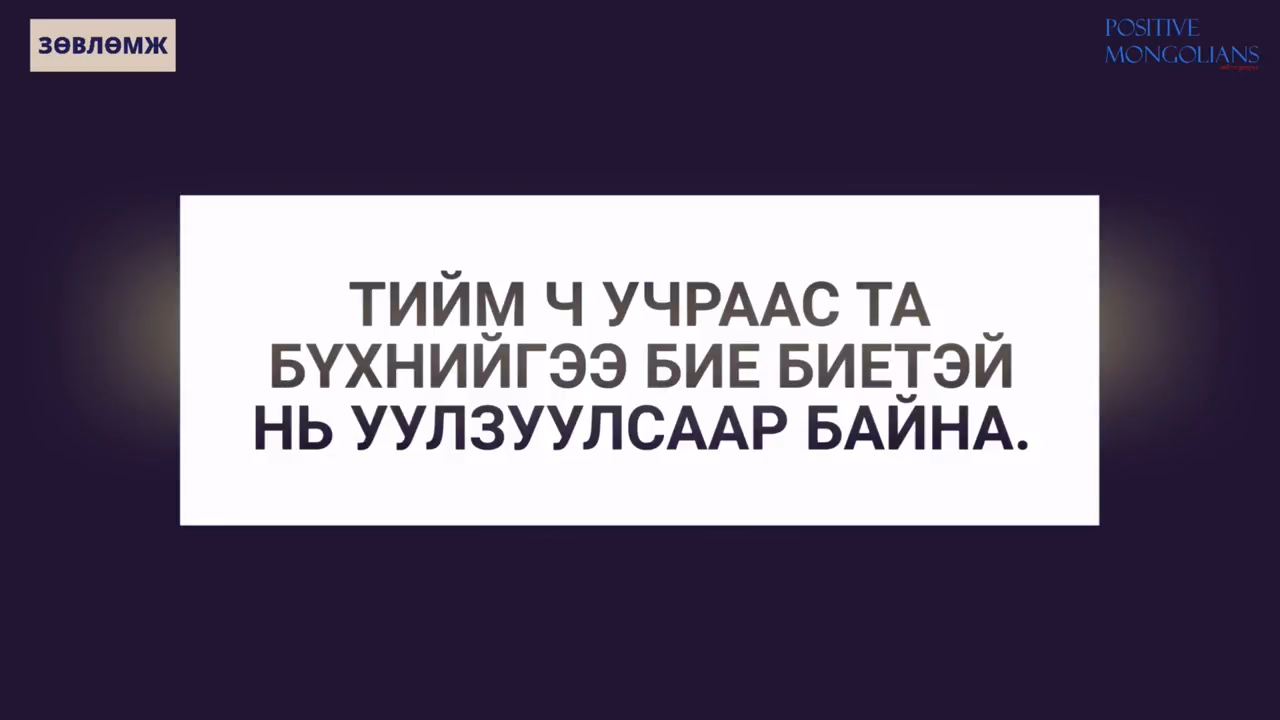 ЗӨВЛӨМЖ
POSITIVE
MONGOLIANS
ТИЙМ Ч УЧРААС ТА
БҮХНИЙГЭЭ БИЕ БИЕТЭЙ
НЬ УУЛЗУУЛСААР БАЙНА.